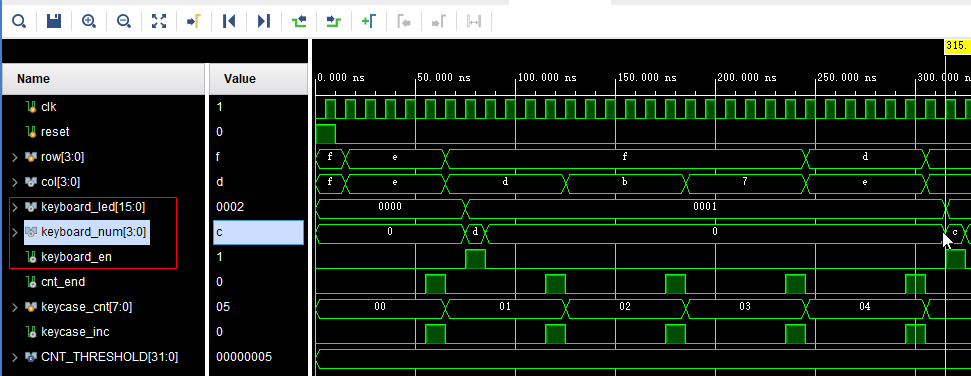 315.
Name Value 0.000 ns 50.000 ns 100.000 ns 150.000 ns 200.000 ns 250.000 ns 300.000 ns
clk 1
reset 0
row[3:0] f f e f d
col[3:0] d f e d b 7 e
keyboard_led[15:0] 0002 0000 0001
keyboard_num[3:0] c 0 d 0 c
keyboard_en 1
cnt_end 0
keycase_cnt[7:0] 05 00 01 02 03 04
keycase_inc 0
CNT_THRESHOLD[31:0] 00000005